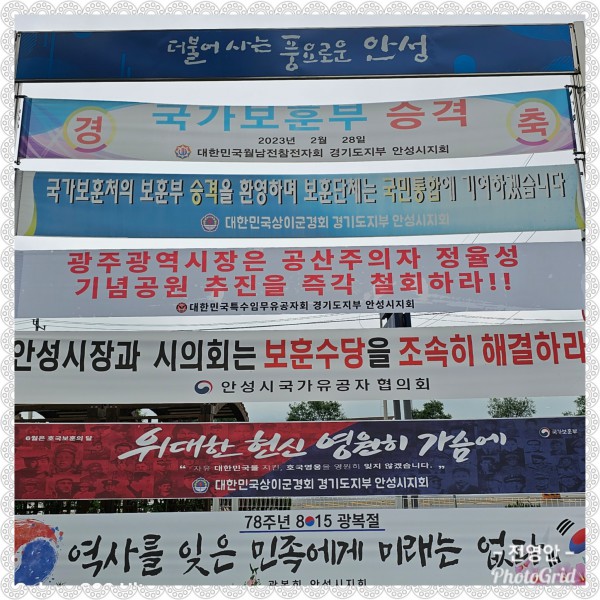 더불어 사는 풍요로운 안성
경 국가보훈부 승격 축
2023년 2월 28일
대한민국월남전참전자회 경기도지부 안성시지회
국가보훈처의 보훈부 승격을 환영하며 보훈단체는 국민통합에 기여하겠습니다
대한민국상이군경회 경기도지부 안성시지회
광주광역시장은 공산주의자 정율성
기념공원 추진을 즉각 철회하라!!
대한민국특수임무유공자회 경기도지부 안성시지회
안성시장과 시의회는 보훈수당을 조속히 해결하라
안성시국가유공자 협의회
6월은 호국보훈의 달
국가보훈부
위대한 헌신 영원히 가슴에
“자유 대한민국을 지킨, 호국영웅을 영원히 잊지 않겠습니다.”
대한민국상이군경회 경기도지부 안성시지회
78주년 8·15 광복절
역사를 잊은 민족에게 미래는 없다
광복회 안성시지회
- 전영안 -
PhotoGrid